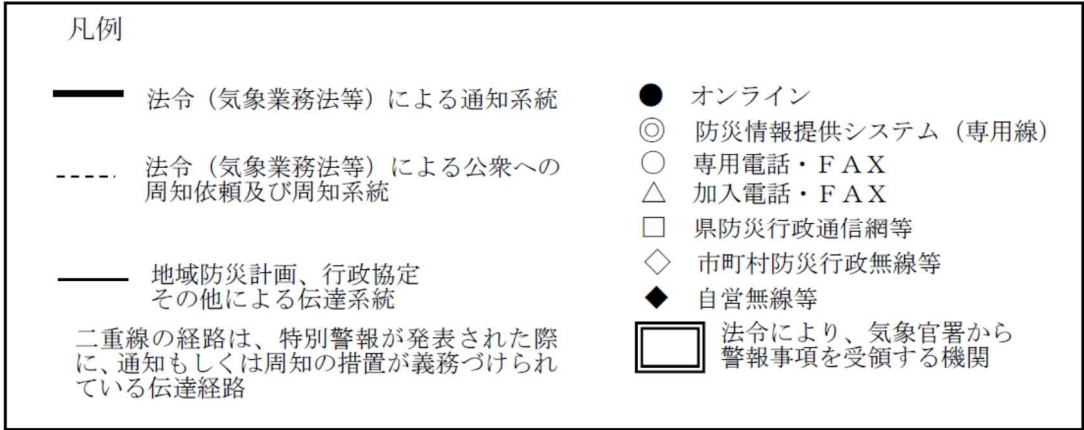 凡例
法令（気象業務法等）による通知系統
法令（気象業務法等）による公衆への
周知依頼及び周知系統
地域防災計画、行政協定
その他による伝達系統
二重線の経路は、特別警報が発表された際
に、通知もしくは周知の措置が義務づけられ
ている伝達経路
● オンライン
◎ 防災情報提供システム（専用線）
○ 専用電話・ＦＡＸ
△ 加入電話・ＦＡＸ
□ 県防災行政通信網等
◇ 市町村防災行政無線等
◆ 自営無線等
法令により、気象官署から
警報事項を受領する機関